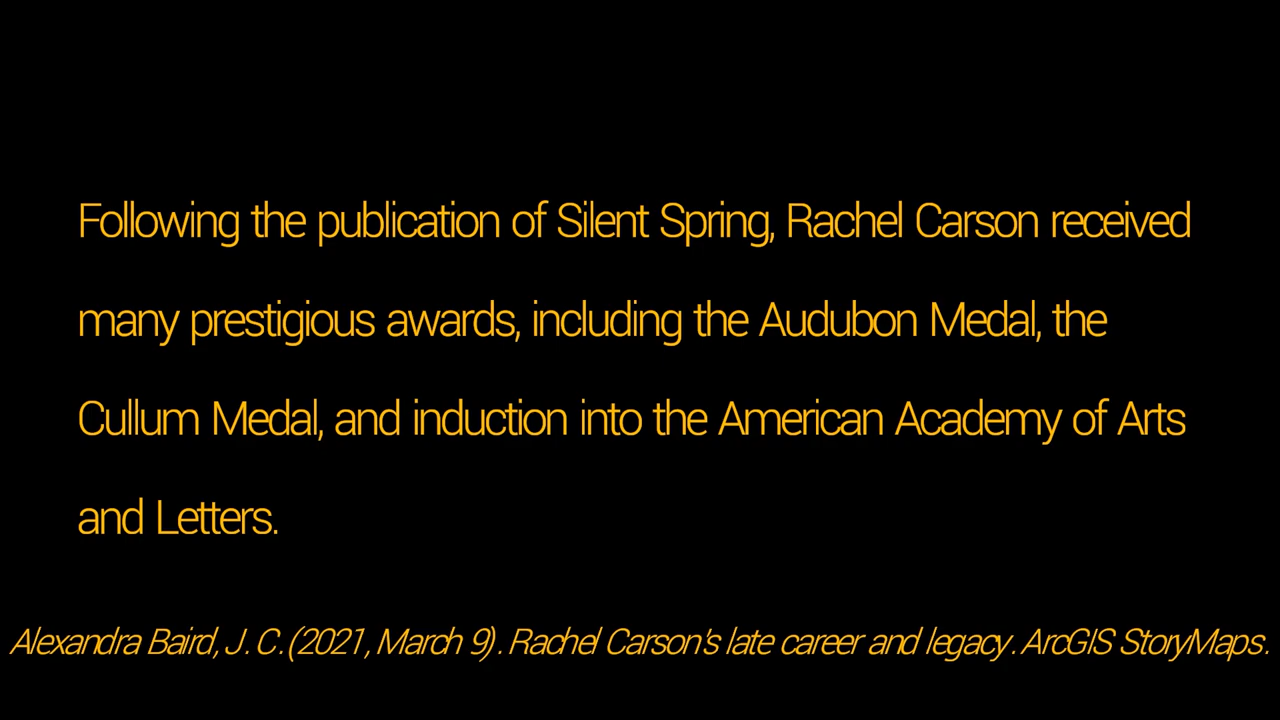 Following the publication of Silent Spring, Rachel Carson received
many prestigious awards, including the Audubon Medal, the
Cullum Medal, and induction into the American Academy of Arts
and Letters.
Alexandra Baird, J. C. (2021, March 9). Rachel Carson's late career and legacy. ArcGIS StoryMaps.